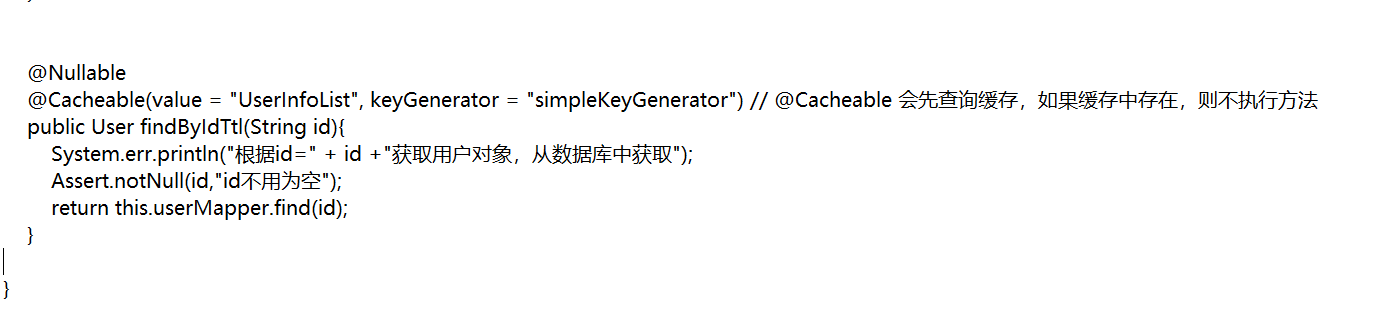 @Nullable
@Cacheable(value = "UserInfoList", keyGenerator = "simpleKeyGenerator") // @Cacheable 会先查询缓存，如果缓存中存在，则不执行方法
public User findByIdTtl(String id){
System.err.println("根据id=" + id +"获取用户对象，从数据库中获取");
Assert.notNull(id,"id不用为空");
return this.userMapper.find(id);
}
}